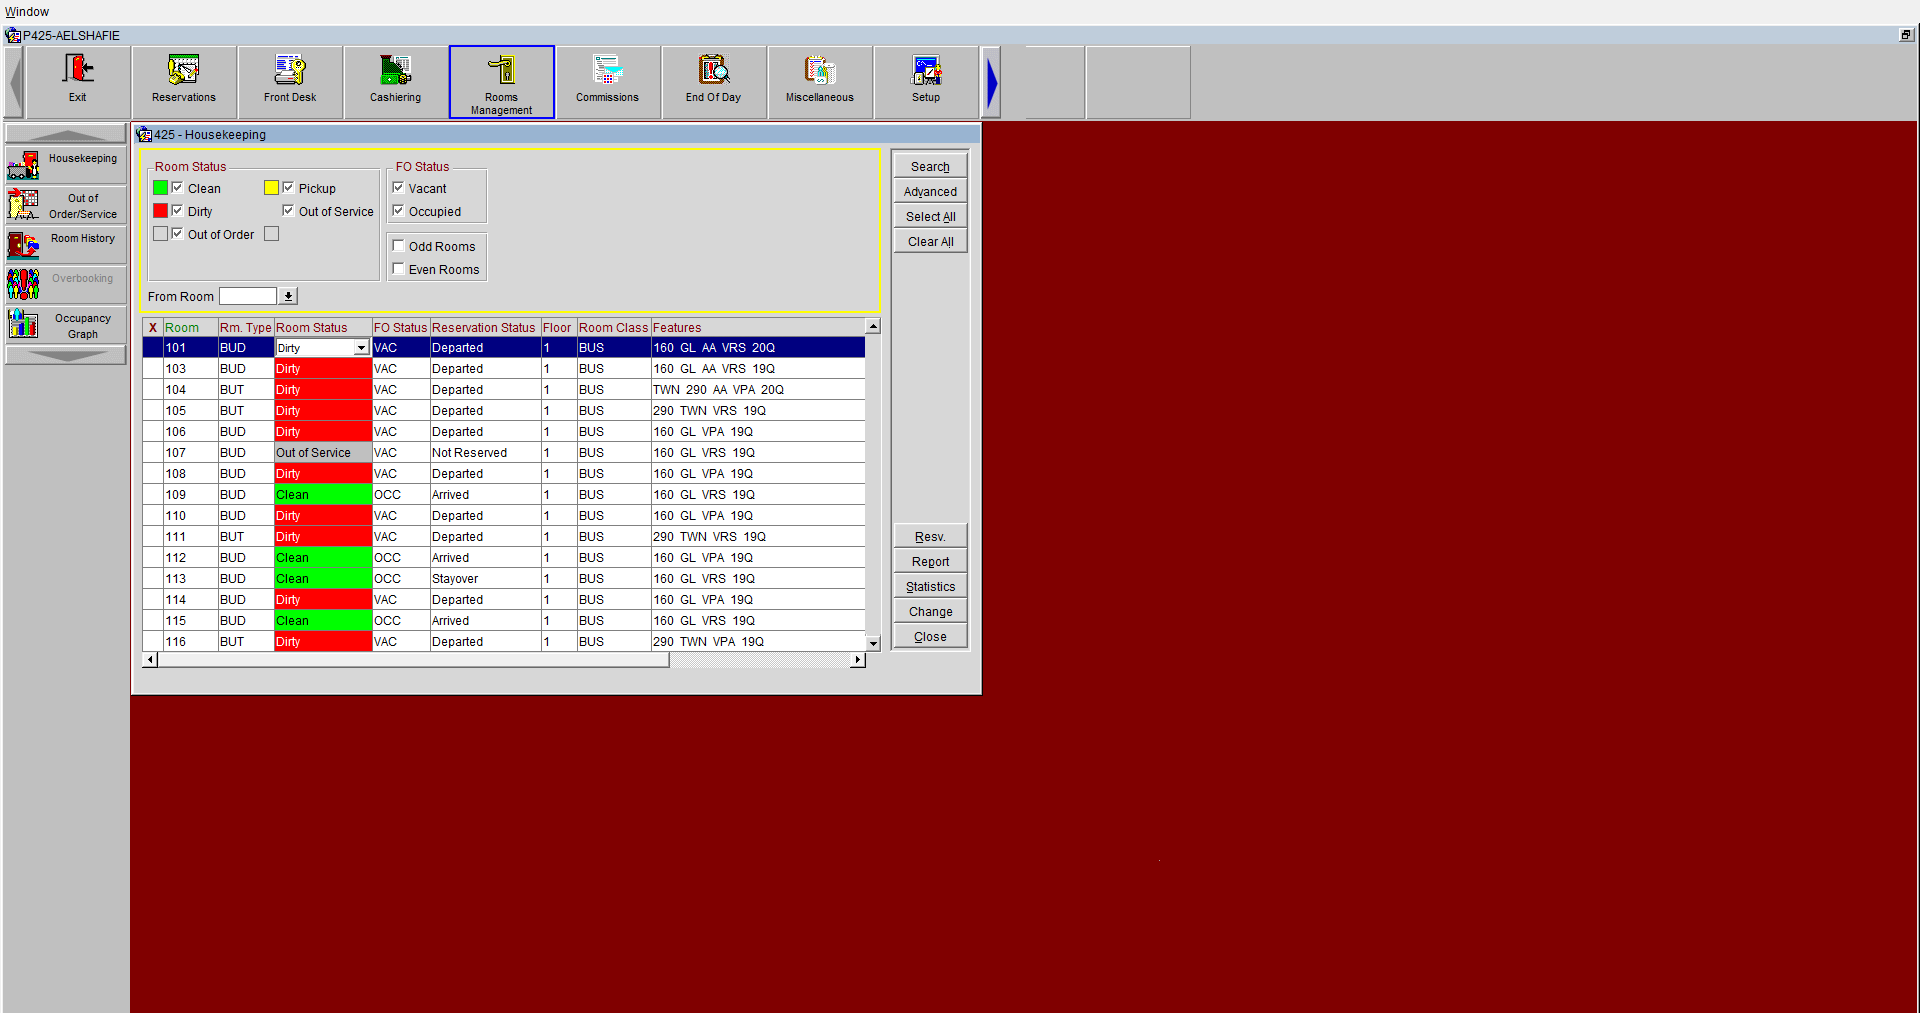 Window
P425-AELSHAFIE
Exit
Reservations
Front Desk
Cashiering
Rooms Management
Commissions
End Of Day
Miscellaneous
Setup
Housekeeping
Out of Order/Service
Room History
Overbooking
Occupancy Graph
425 - Housekeeping
Room Status
Clean
Pickup
Dirty
Out of Service
Out of Order
FO Status
Vacant
Occupied
Odd Rooms
Even Rooms
From Room
Search
Advanced
Select All
Clear All
X Room Rm. Type Room Status FO Status Reservation Status Floor Room Class Features
101 BUD Dirty VAC Departed 1 BUS 160 GL AA VRS 20Q
103 BUD Dirty VAC Departed 1 BUS 160 GL AA VRS 19Q
104 BUT Dirty VAC Departed 1 BUS TWN 290 AA VPA 20Q
105 BUT Dirty VAC Departed 1 BUS 290 TWN VRS 19Q
106 BUD Dirty VAC Departed 1 BUS 160 GL VPA 19Q
107 BUD Out of Service VAC Not Reserved 1 BUS 160 GL VRS 19Q
108 BUD Dirty VAC Departed 1 BUS 160 GL VPA 19Q
109 BUD Clean OCC Arrived 1 BUS 160 GL VRS 19Q
110 BUD Dirty VAC Departed 1 BUS 160 GL VPA 19Q
111 BUT Dirty VAC Departed 1 BUS 290 TWN VRS 19Q
112 BUD Clean OCC Arrived 1 BUS 160 GL VPA 19Q
113 BUD Clean OCC Stayover 1 BUS 160 GL VRS 19Q
114 BUD Dirty VAC Departed 1 BUS 160 GL VPA 19Q
115 BUD Clean OCC Arrived 1 BUS 160 GL VRS 19Q
116 BUT Dirty VAC Departed 1 BUS 290 TWN VPA 19Q
Resv.
Report
Statistics
Change
Close